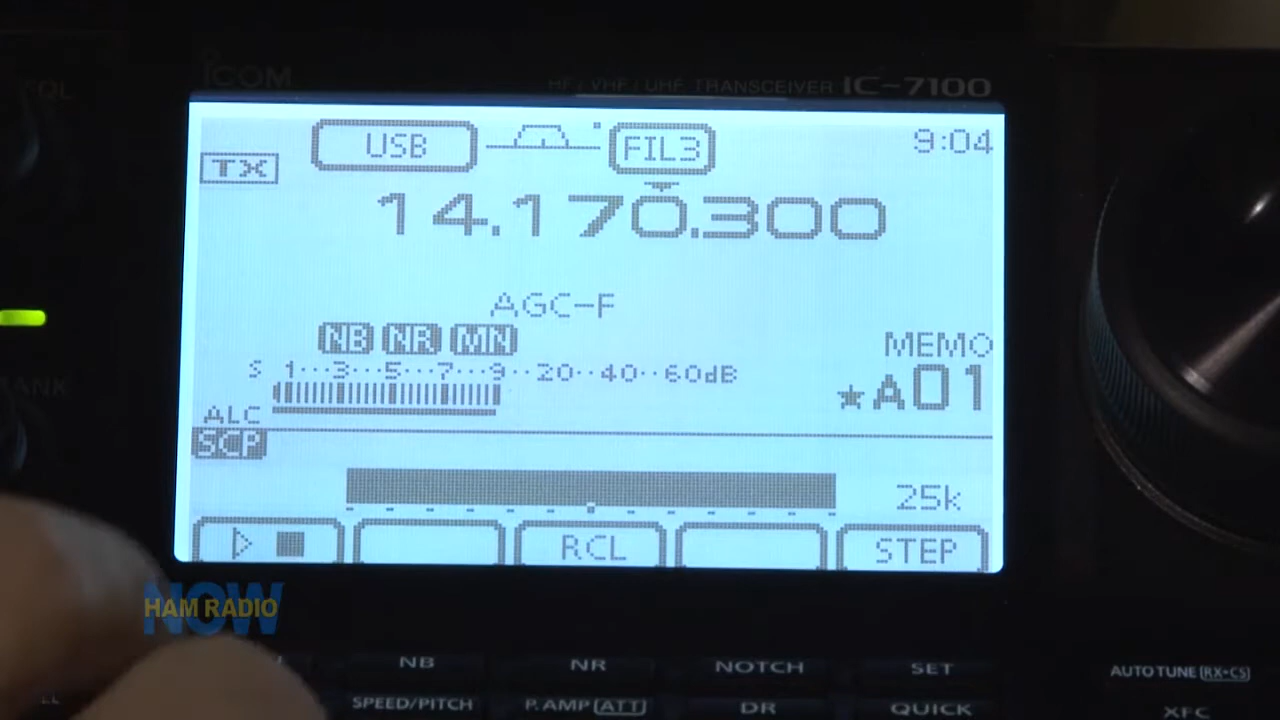 ICOM
HF / VHF / UHF TRANSCEIVER IC-7100
USB FIL3 9:04
TX
14.170.300
AGC-F
NB NR MN
MEMO
S 1···3···5···7···9··20··40··60dB
★A01
ALC
SCP
25k
RCL STEP
HAM RADIO
NOW
NB NR NOTCH SET
AUTO TUNE RX•CS
SPEED/PITCH P.AMP ATT DR QUICK
XFC